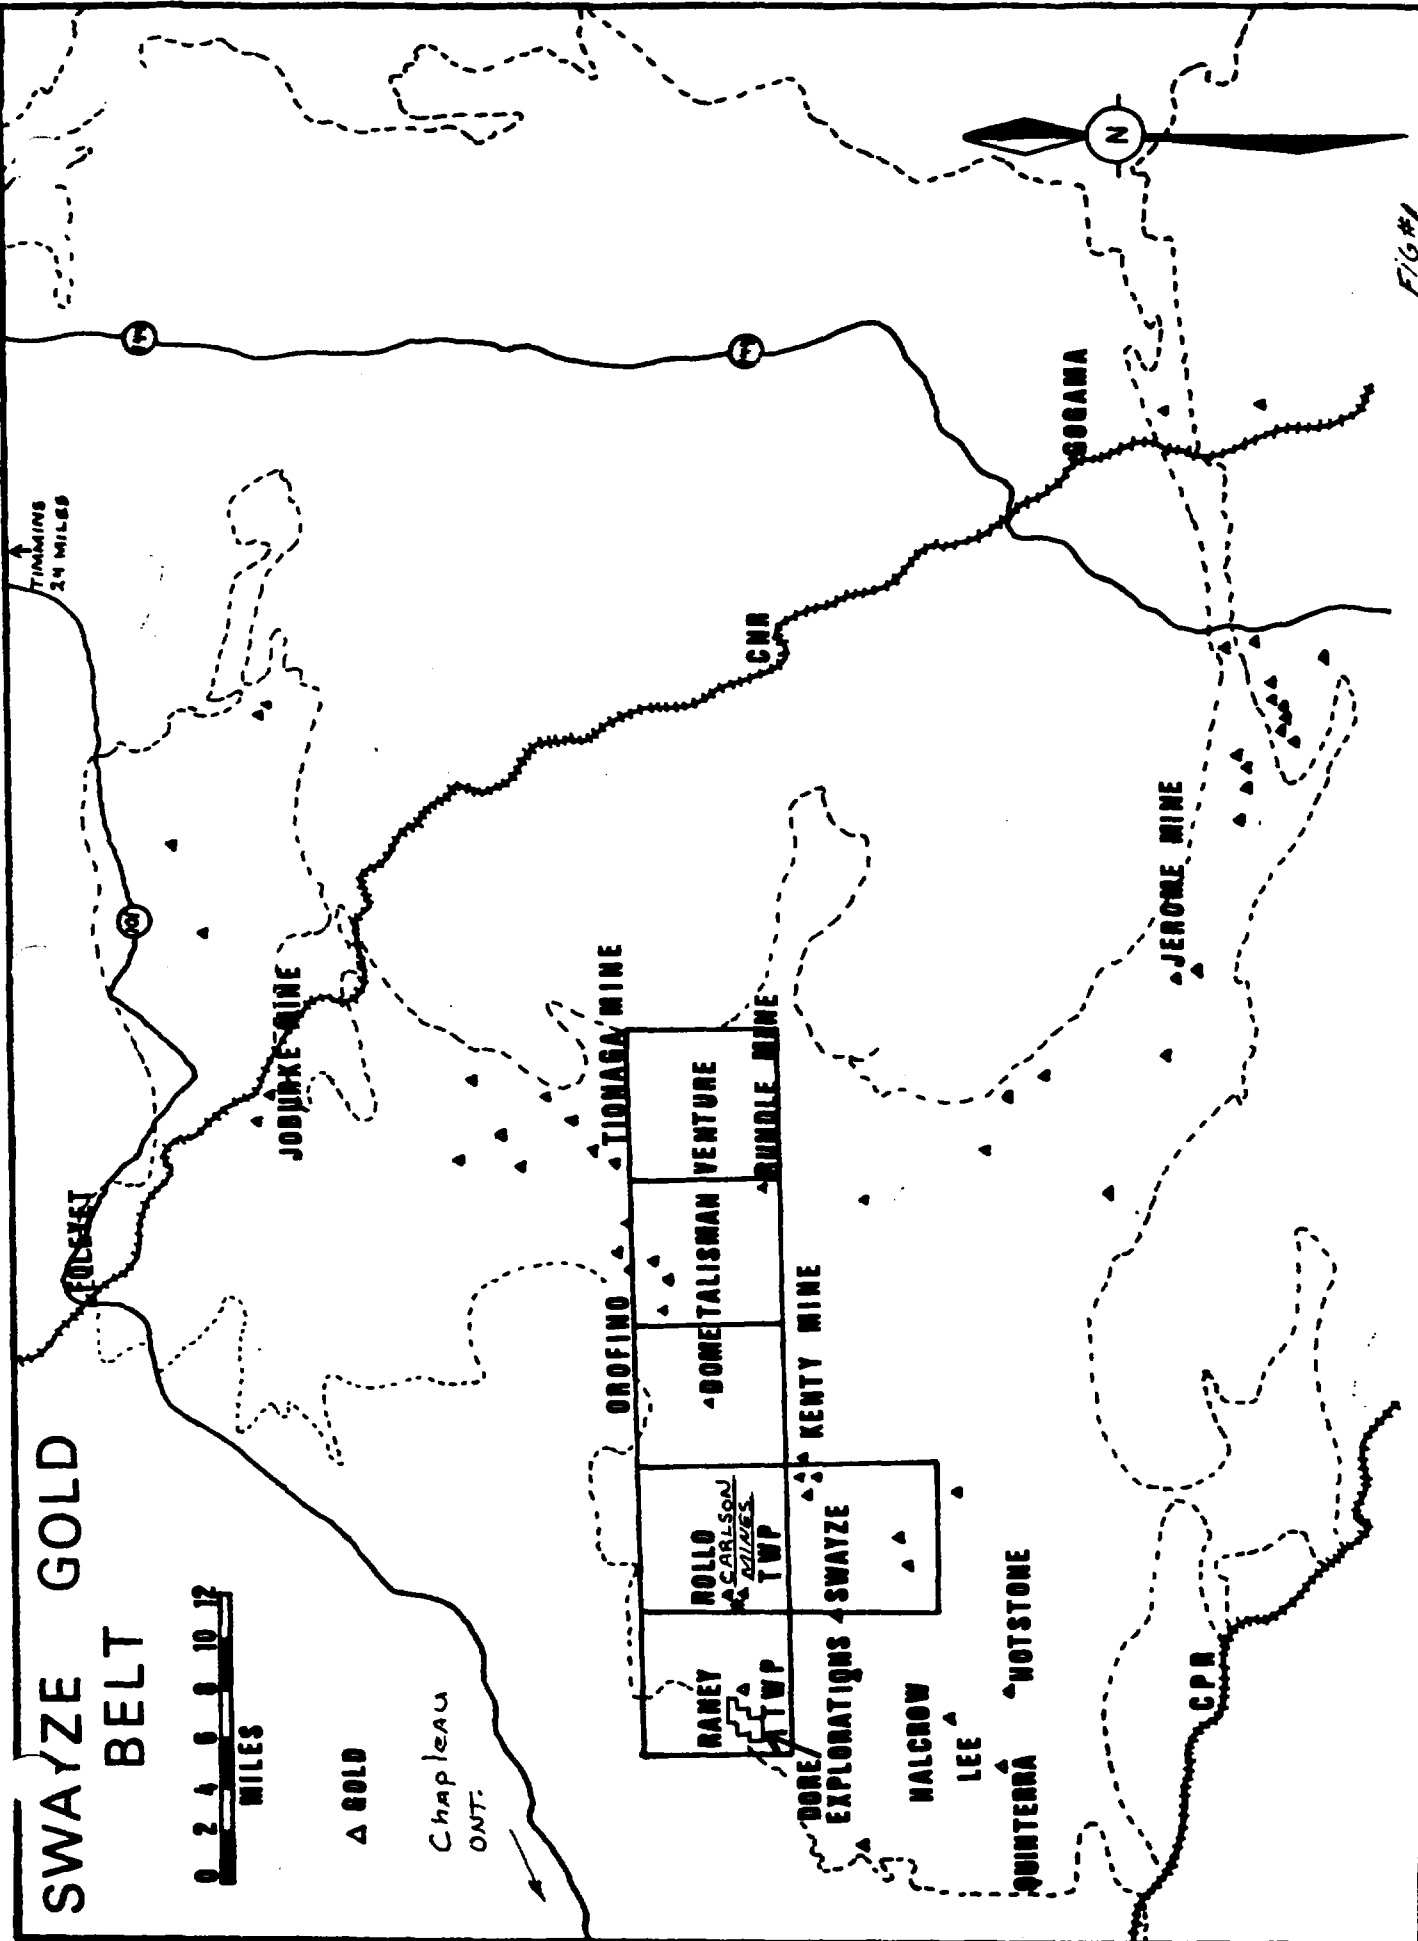 SWAYZE GOLD
BELT
0 2 4 6 8 10 12
MILES
GOLD
Chapleau
ONT.
FOLEYET
TIMMINS
24 MILES
101
144
144
JOBURKE MINE
CNR
GOGAMA
N
TIONAGA MINE
OROFINO
DOME TALISMAN VENTURE
RUNDLE MINE
KENTY MINE
ROLLO
CARLSON
MINES
TWP
RANEY
TWP
SWAYZE
DORE
EXPLORATIONS
HALCROW
LEE
HOTSTONE
QUINTERRA
JEROME MINE
CPR
FIG #1